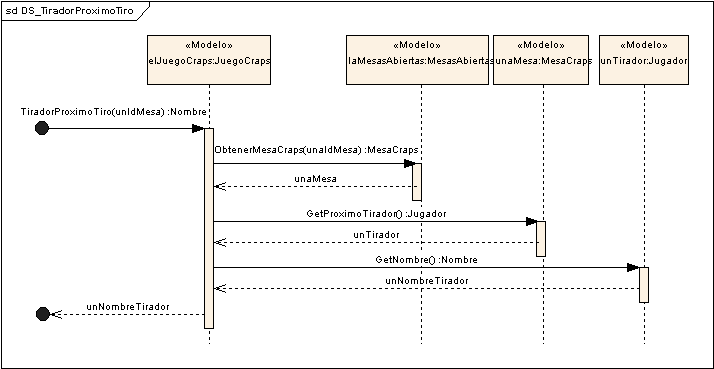 sd DS_TiradorProximoTiro
«Modelo»
elJuegoCraps:JuegoCraps
«Modelo»
laMesasAbiertas:MesasAbiertas
«Modelo»
unaMesa:MesaCraps
«Modelo»
unTirador:Jugador
TiradorProximoTiro(unIdMesa) :Nombre
ObtenerMesaCraps(unaIdMesa) :MesaCraps
unaMesa
GetProximoTirador() :Jugador
unTirador
GetNombre() :Nombre
unNombreTirador
unNombreTirador